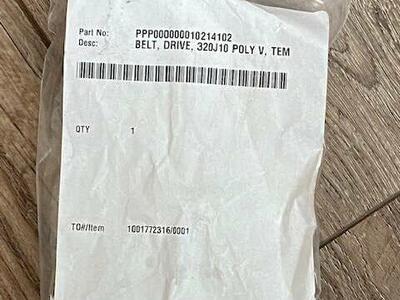 Part No: PPP000000010214102
Desc: BELT, DRIVE, 320J10 POLY V, TEM
QTY 1
TO#/Item 1001772316/0001